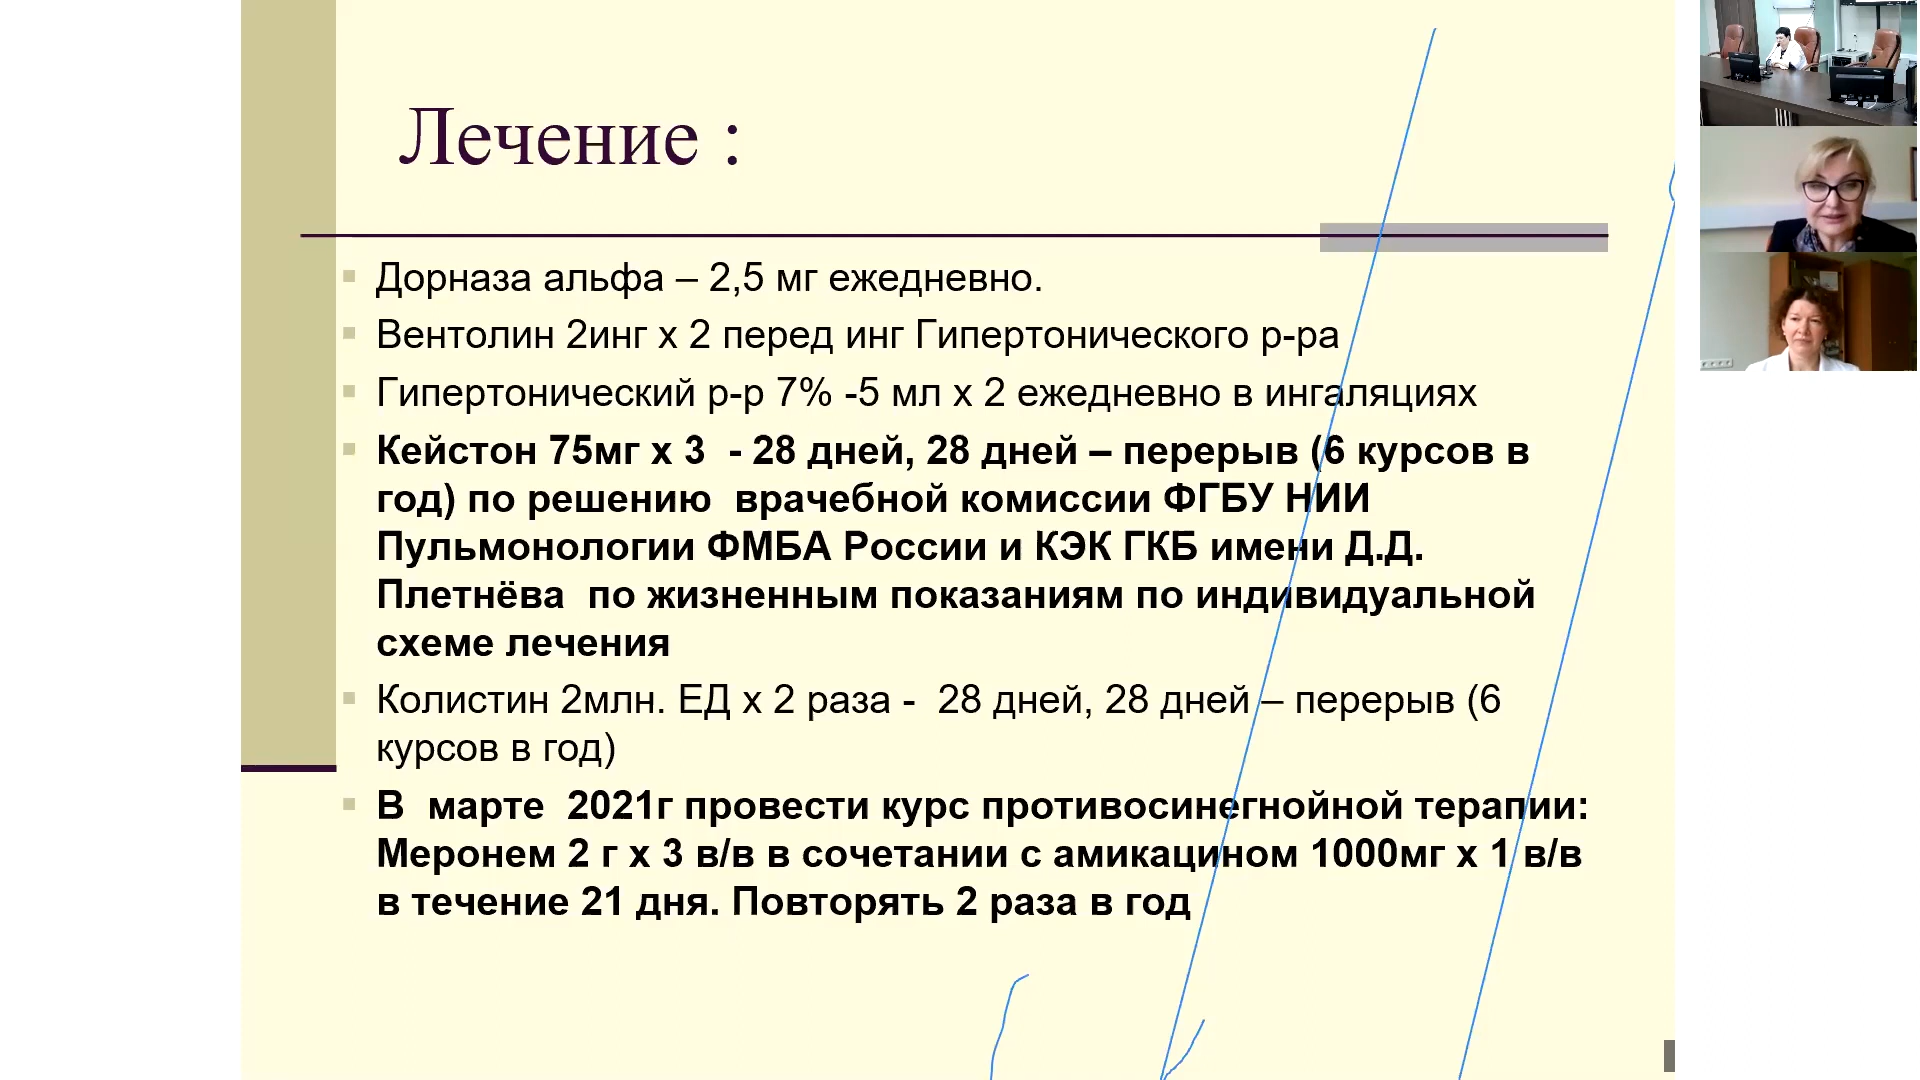 Лечение :
Дорназа альфа – 2,5 мг ежедневно.
Вентолин 2инг х 2 перед инг Гипертонического р-ра
Гипертонический р-р 7% -5 мл х 2 ежедневно в ингаляциях
Кейстон 75мг х 3  - 28 дней, 28 дней – перерыв (6 курсов в
год) по решению  врачебной комиссии ФГБУ НИИ
Пульмонологии ФМБА России и КЭК ГКБ имени Д.Д.
Плетнёва  по жизненным показаниям по индивидуальной
схеме лечения
Колистин 2млн. ЕД х 2 раза -  28 дней, 28 дней – перерыв (6
курсов в год)
В  марте  2021г провести курс противосинегнойной терапии:
Меронем 2 г х 3 в/в в сочетании с амикацином 1000мг х 1 в/в
в течение 21 дня. Повторять 2 раза в год